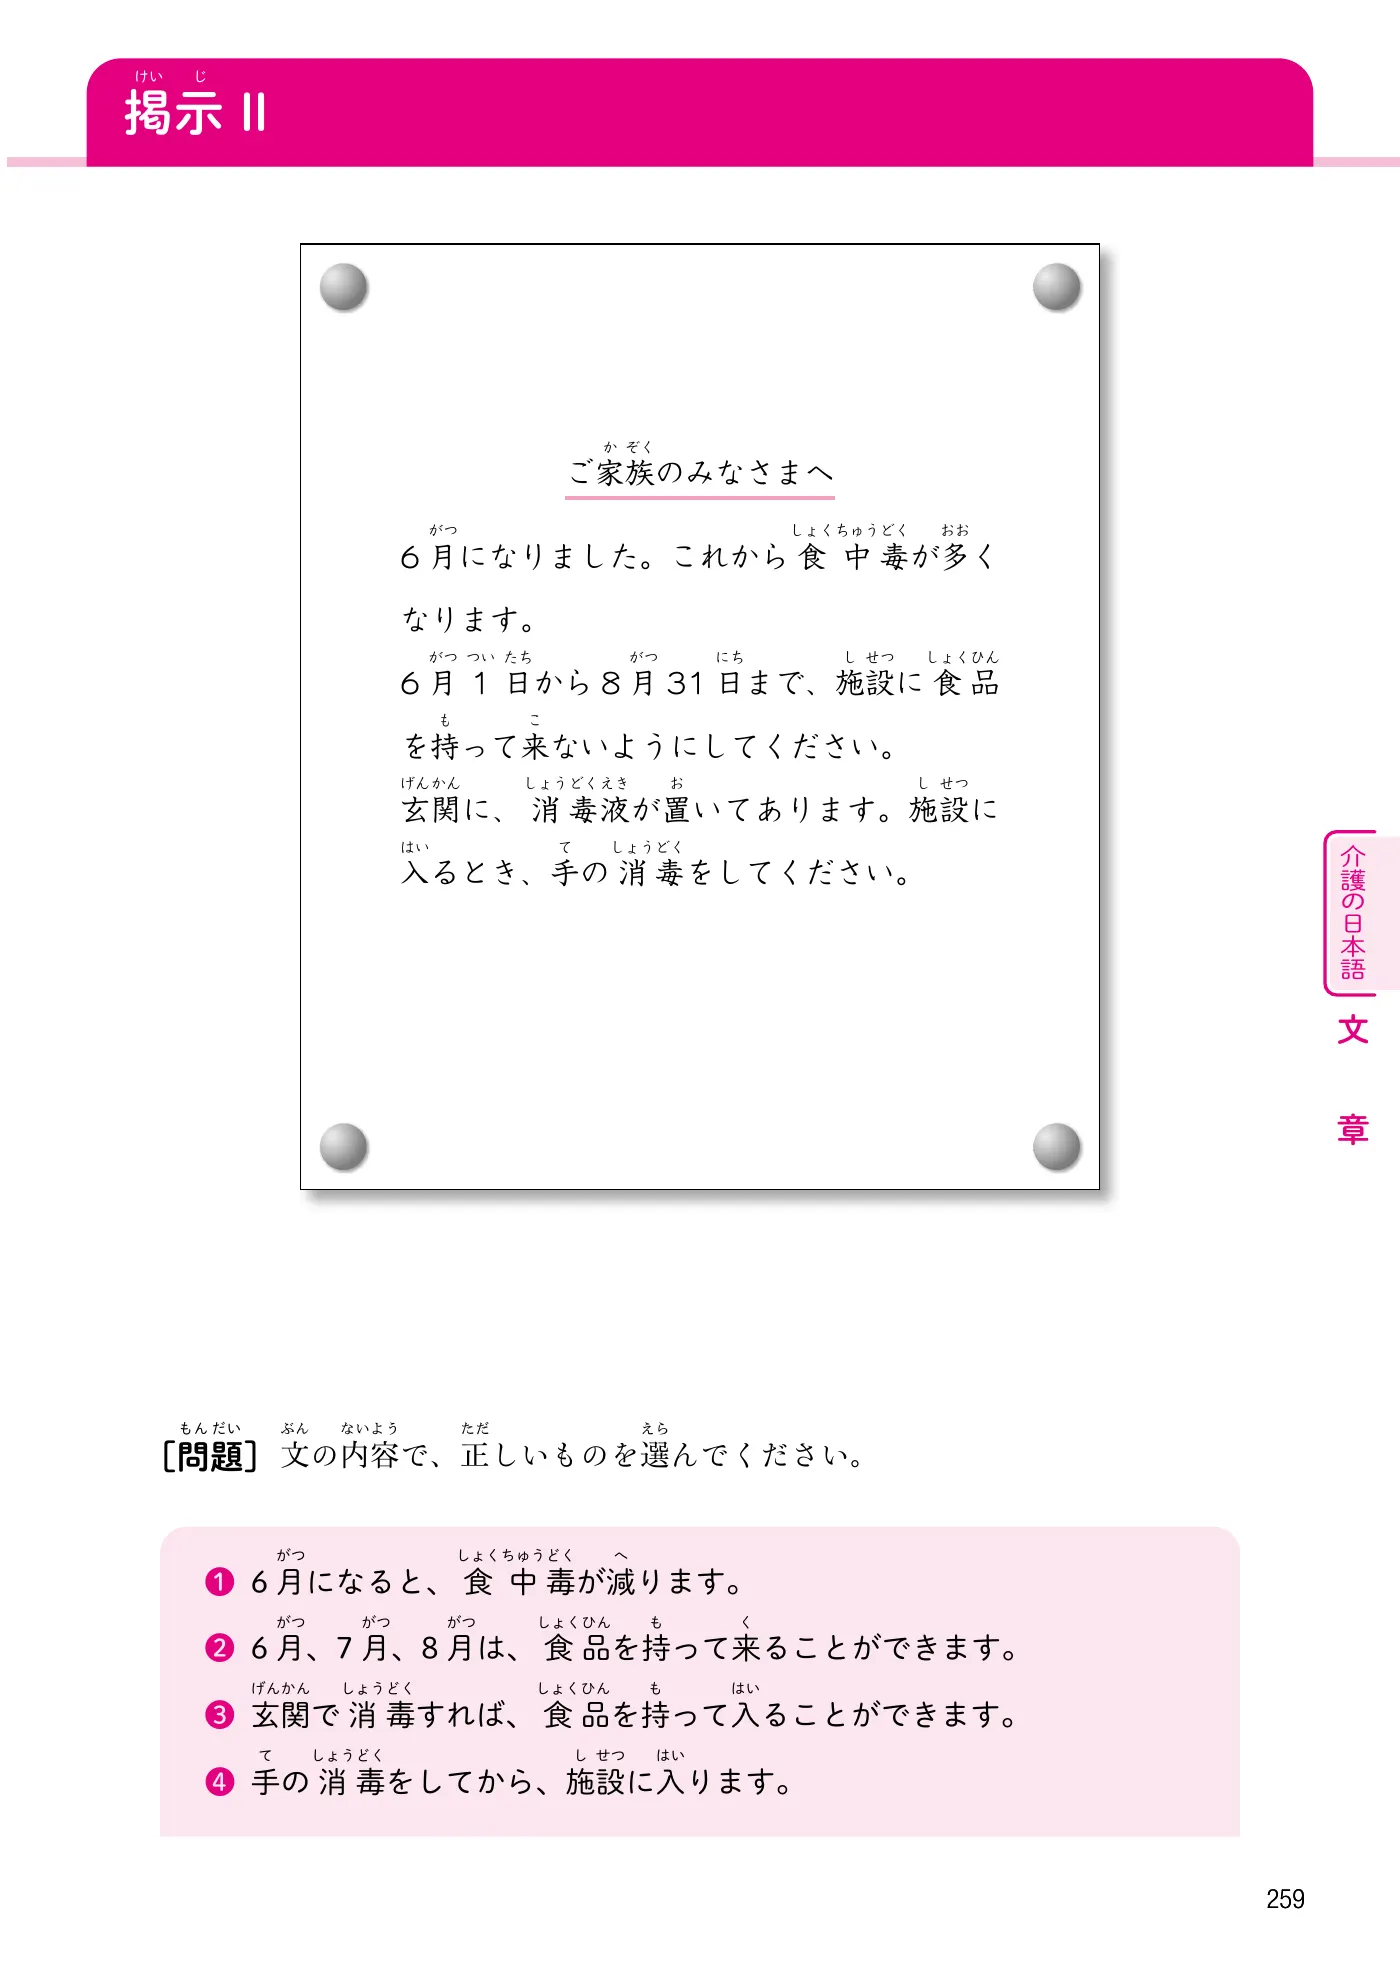 けいじ
掲示 II
かぞく
ご家族のみなさまへ
がつ しょくちゅうどく おお
6月になりました。これから食中毒が多く
なります。
がつ ついたち がつ にち しせつ しょくひん
6月1日から8月31日まで、施設に食品
も こ
を持って来ないようにしてください。
げんかん しょうどくえき お しせつ
玄関に、消毒液が置いてあります。施設に
はい て しょうどく
入るとき、手の消毒をしてください。
介護の日本語
文章
もんだい ぶん ないよう ただ えら
[問題] 文の内容で、正しいものを選んでください。
がつ しょくちゅうどく へ
❶ 6月になると、食中毒が減ります。
がつ がつ がつ しょくひん も く
❷ 6月、7月、8月は、食品を持って来ることができます。
げんかん しょうどく しょくひん も はい
❸ 玄関で消毒すれば、食品を持って入ることができます。
て しょうどく しせつ はい
❹ 手の消毒をしてから、施設に入ります。
259